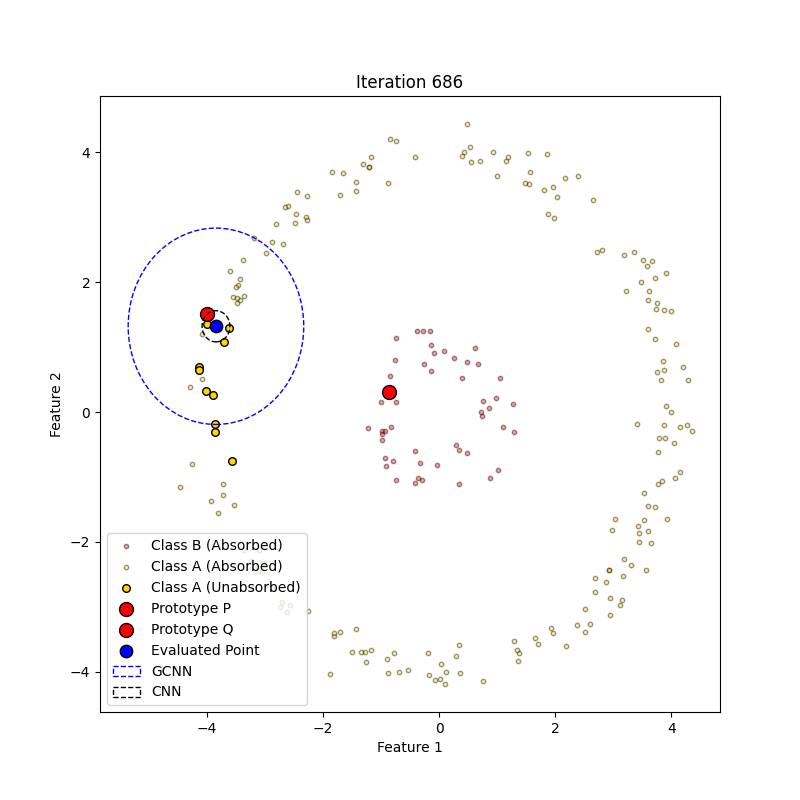 Iteration 686
Feature 2
4
2
0
−2
−4
Class B (Absorbed)
Class A (Absorbed)
Class A (Unabsorbed)
Prototype P
Prototype Q
Evaluated Point
GCNN
CNN
−4 −2 0 2 4
Feature 1